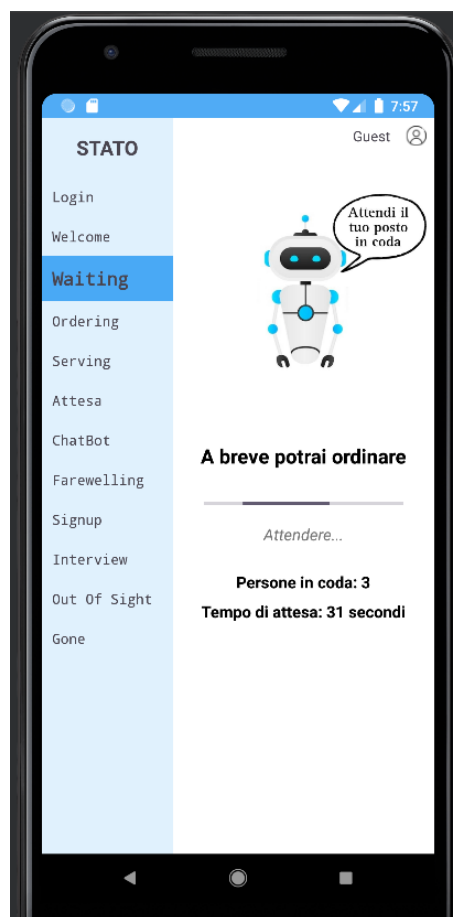 7:57
STATO
Guest
Login
Welcome
Waiting
Ordering
Serving
Attesa
ChatBot
Farewelling
Signup
Interview
Out Of Sight
Gone
Attendi il
tuo posto
in coda
A breve potrai ordinare
Attendere...
Persone in coda: 3
Tempo di attesa: 31 secondi